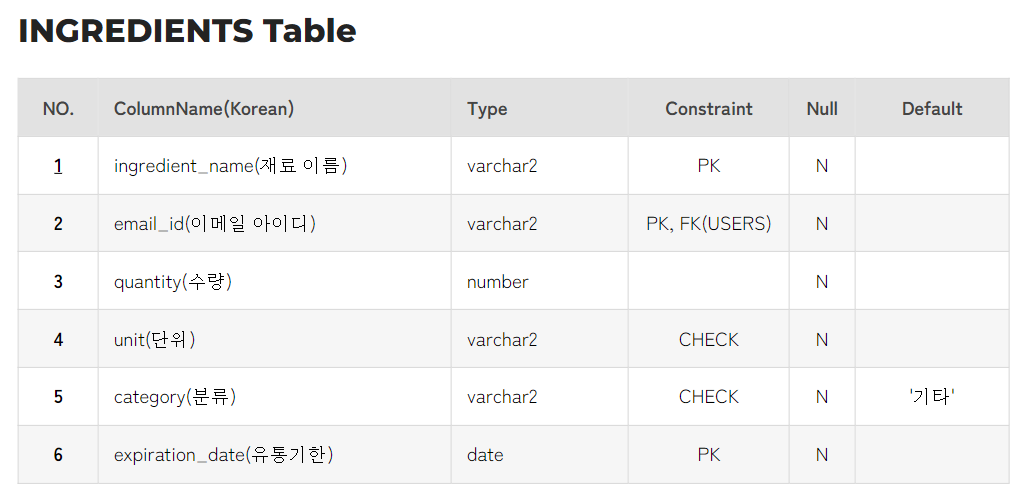 INGREDIENTS Table
NO. ColumnName(Korean) Type Constraint Null Default
1 ingredient_name(재료 이름) varchar2 PK N
2 email_id(이메일 아이디) varchar2 PK, FK(USERS) N
3 quantity(수량) number N
4 unit(단위) varchar2 CHECK N
5 category(분류) varchar2 CHECK N '기타'
6 expiration_date(유통기한) date PK N